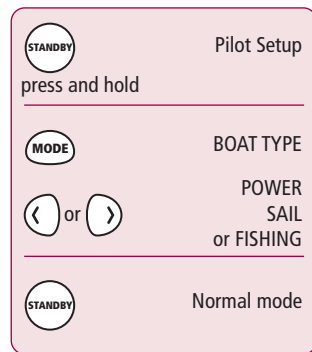 STANDBY Pilot Setup
press and hold
MODE BOAT TYPE
POWER
or SAIL
or FISHING
STANDBY Normal mode